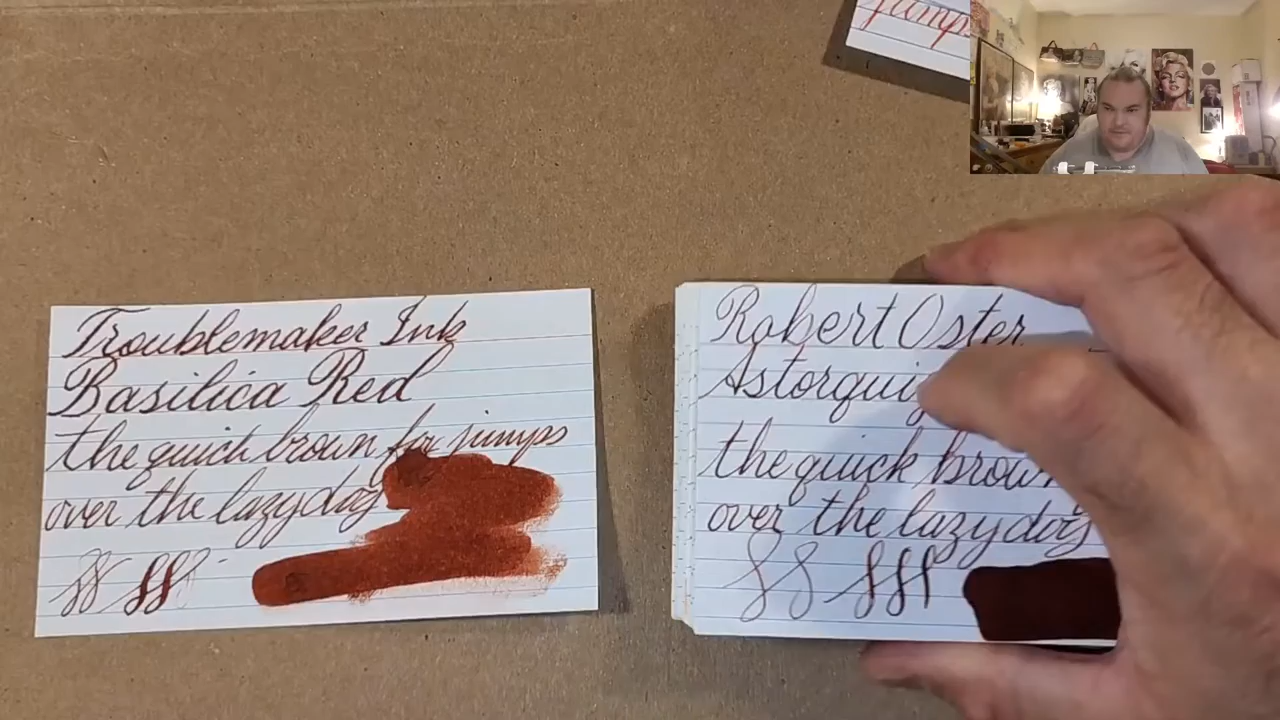 jumps
Troublemaker Ink
Basilica Red
the quick brown fox jumps
over the lazy dog
Robert Oster
the quick brown
over the lazy dog